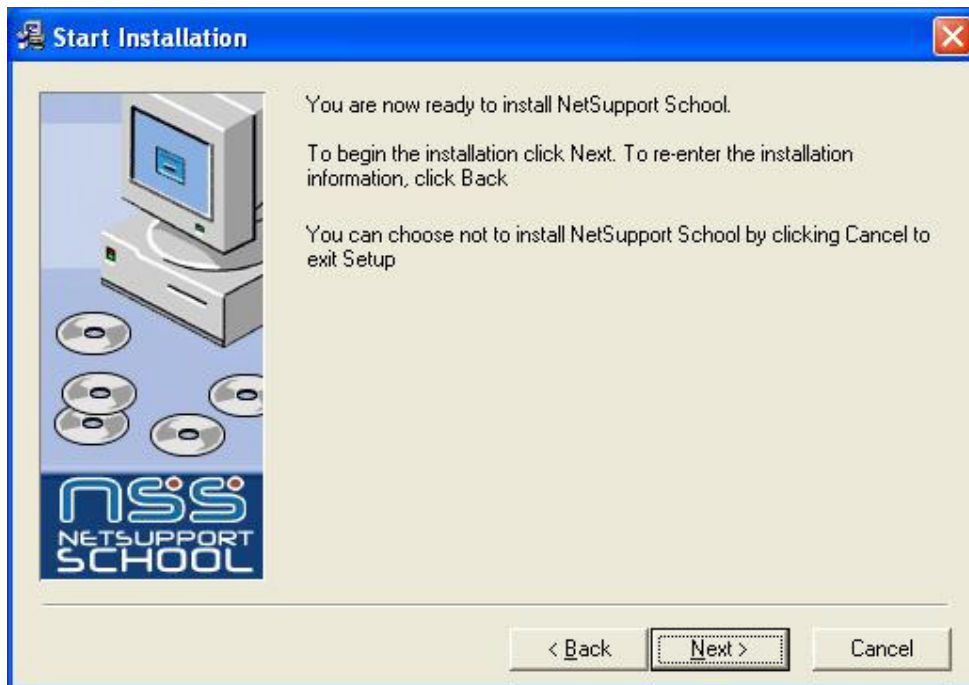 Start Installation
You are now ready to install NetSupport School.
To begin the installation click Next. To re-enter the installation
information, click Back
You can choose not to install NetSupport School by clicking Cancel to
exit Setup
nss
NETSUPPORT
SCHOOL
< Back
Next >
Cancel